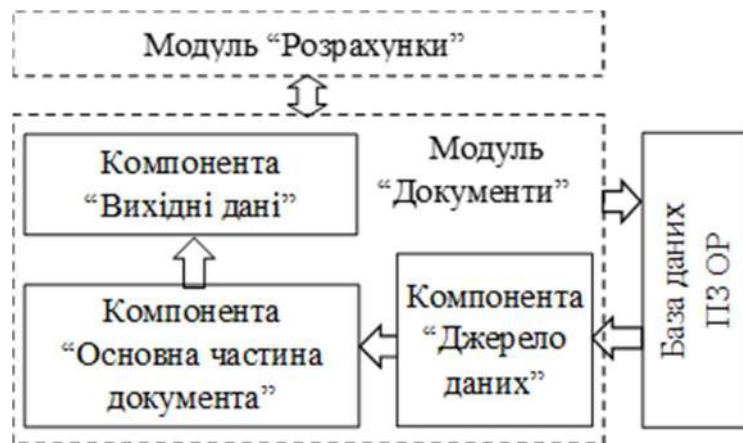 Модуль “Розрахунки”
Компонента
“Вихідні дані”
Модуль
“Документи”
Компонента
“Основна частина
документа”
Компонента
“Джерело
даних”
База даних
ПЗ ОР